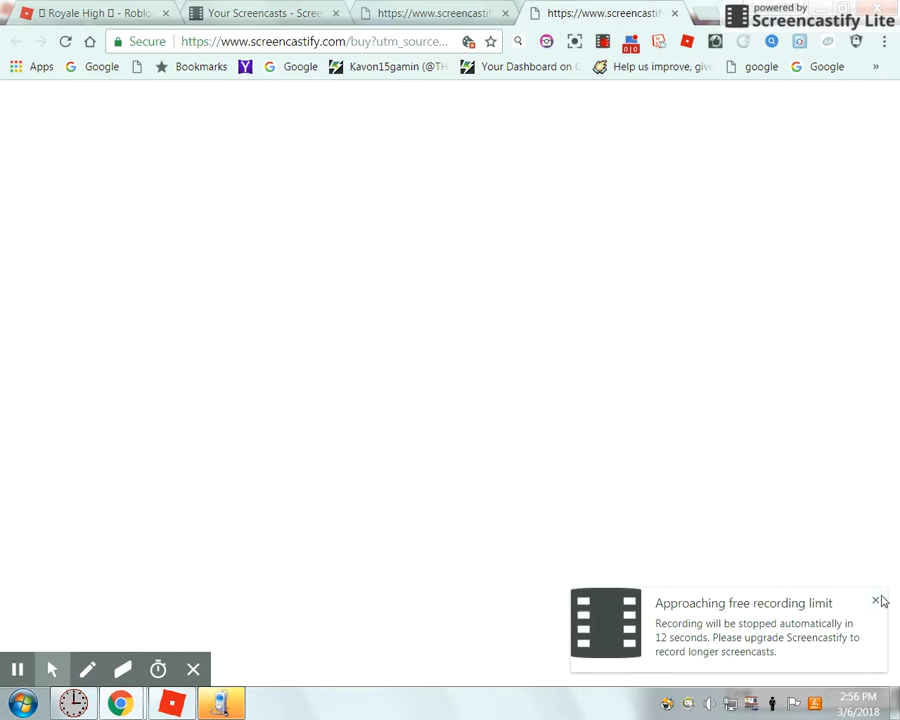 Royale High
- Roblo
Your Screencasts - Scree
https://www.screencastif
https://www.screencastif
powered by
Screencastify Lite
Secure
https://www.screencastify.com/buy?utm_source...
010
Apps
Google
Bookmarks
Google
Kavon15gamin (@TH
Your Dashboard on
Help us improve, give
google
Google
»
Approaching free recording limit
Recording will be stopped automatically in
12 seconds. Please upgrade Screencastify to
record longer screencasts.
2:56 PM
3/6/2018